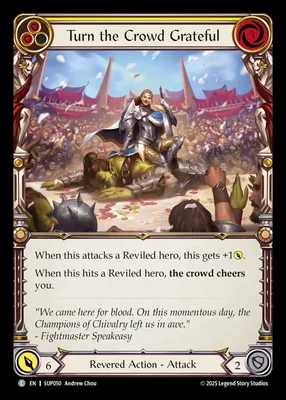 Turn the Crowd Grateful
When this attacks a Reviled hero, this gets +1.
When this hits a Reviled hero, the crowd cheers
you.
"We came here for blood. On this momentous day, the
Champions of Chivalry left us in awe."
- Fightmaster Speakeasy
6
Revered Action - Attack
2
C EN | SUP050 Andrew Chou
© 2025 Legend Story Studios